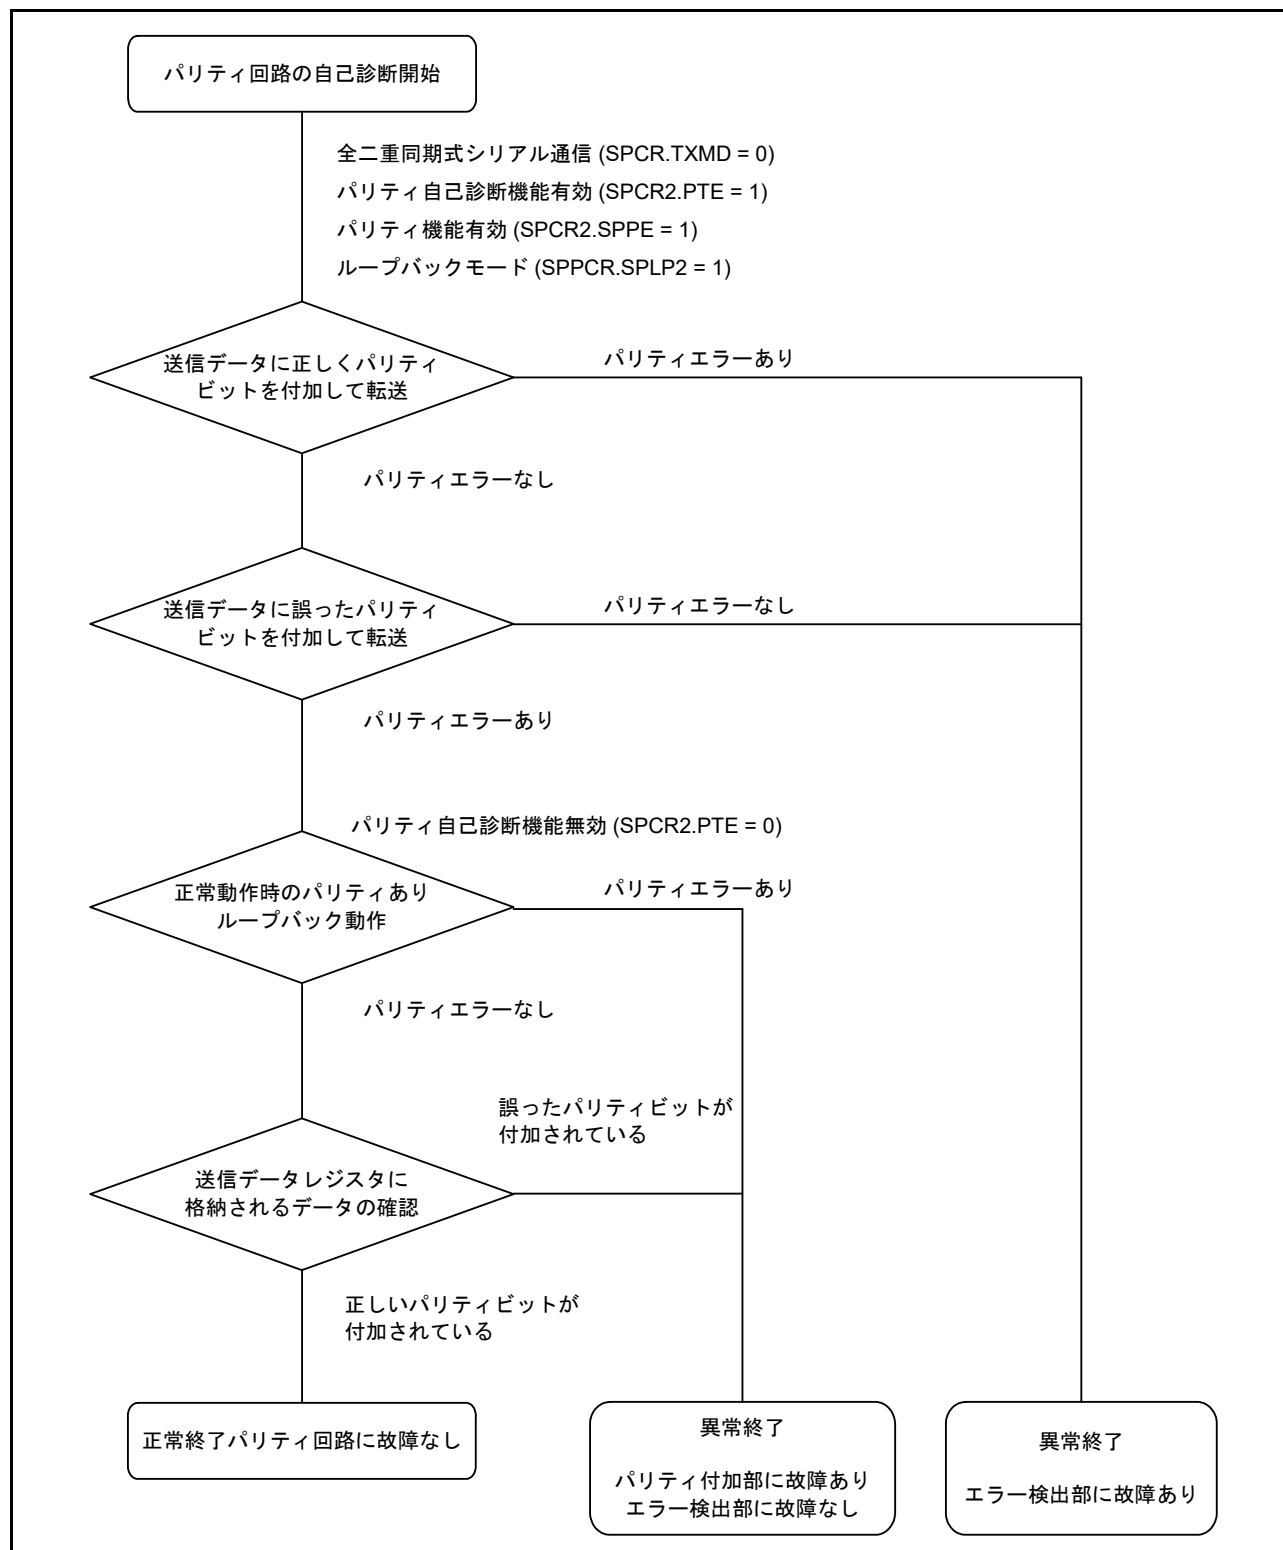 パリティ回路の自己診断開始
全二重同期式シリアル通信 (SPCR.TXMD = 0)
パリティ自己診断機能有効 (SPCR2.PTE = 1)
パリティ機能有効 (SPCR2.SPPE = 1)
ループバックモード (SPPCR.SPLP2 = 1)
送信データに正しくパリティ
ビットを付加して転送
パリティエラーあり
パリティエラーなし
送信データに誤ったパリティ
ビットを付加して転送
パリティエラーなし
パリティエラーあり
パリティ自己診断機能無効 (SPCR2.PTE = 0)
正常動作時のパリティあり
ループバック動作
パリティエラーあり
パリティエラーなし
誤ったパリティビットが
付加されている
送信データレジスタに
格納されるデータの確認
正しいパリティビットが
付加されている
正常終了パリティ回路に故障なし
異常終了
パリティ付加部に故障あり
エラー検出部に故障なし
異常終了
エラー検出部に故障あり